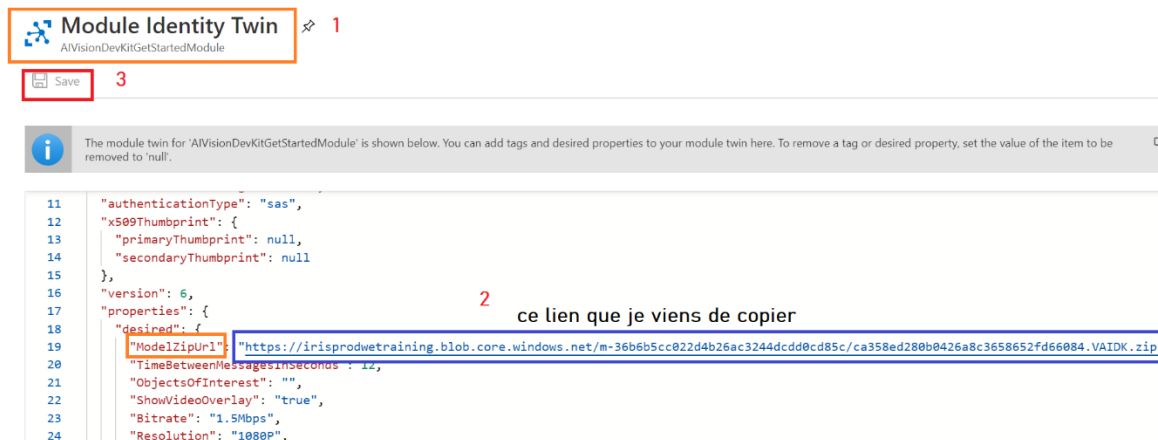 Module Identity Twin 1
AIVisionDevKitGetStartedModule
Save 3
The module twin for 'AIVisionDevKitGetStartedModule' is shown below. You can add tags and desired properties to your module twin here. To remove a tag or desired property, set the value of the item to be
removed to 'null'.
11 "authenticationType": "sas",
12 "x509Thumbprint": {
13 "primaryThumbprint": null,
14 "secondaryThumbprint": null
15 },
16 "version": 6,
2
17 "properties": {
ce lien que je viens de copier
18 "desired": {
19 "ModelZipUrl": "https://irisprodwetraining.blob.core.windows.net/m-36b6b5cc022d4b26ac3244dcdd0cd85c/ca358ed280b0426a8c3658652fd66084.VAIDK.zip
20 "TimeBetweenMessagesInSeconds": 12,
21 "ObjectsOfInterest": "",
22 "ShowVideoOverlay": "true",
23 "Bitrate": "1.5Mbps",
24 "Resolution": "1080P",